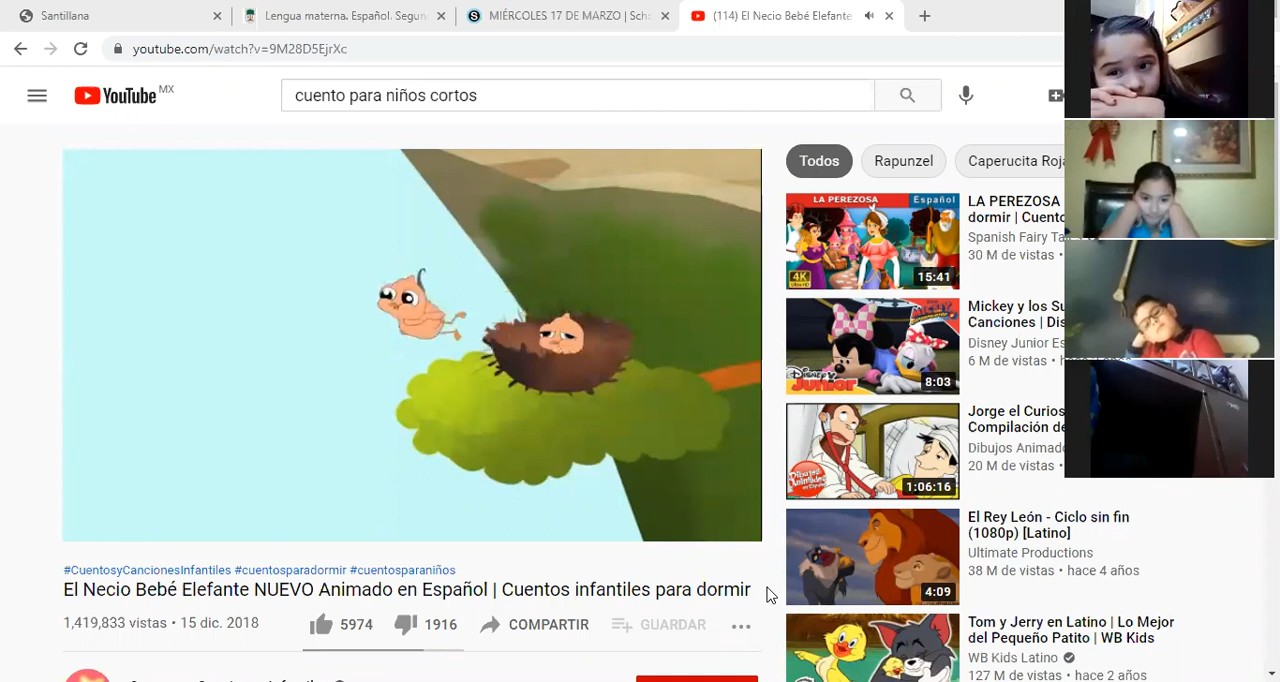 Santillana
Lengua materna. Español. Segun
MIÉRCOLES 17 DE MARZO | Sch
(114) El Necio Bebé Elefante
youtube.com/watch?v=9M28D5EjrXc
YouTube MX
cuento para niños cortos
Todos
Rapunzel
Caperucita Roja
LA PEREZOSA
Español
4K
15:41
LA PEREZOSA
dormir | Cuento
Spanish Fairy
30 M de vistas •
DISNEY JUNIOR
8:03
Mickey y los Su
Canciones | Dis
Disney Junior Es
6 M de vistas •
Dibujos Animados
en Español
1:06:16
Jorge el Curios
Compilación de
Dibujos Animado
20 M de vistas •
4:09
El Rey León - Ciclo sin fin
(1080p) [Latino]
Ultimate Productions
38 M de vistas • hace 4 años
Tom y Jerry en Latino | Lo Mejor
del Pequeño Patito | WB Kids
WB Kids Latino
127 M de vistas • hace 2 años
#CuentosyCancionesInfantiles #cuentosparadormir #cuentosparaniños
El Necio Bebé Elefante NUEVO Animado en Español | Cuentos infantiles para dormir
1,419,833 vistas • 15 dic. 2018
5974
1916
COMPARTIR
GUARDAR